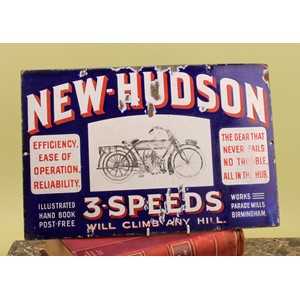 NEW-HUDSON
EFFICIENCY,
EASE OF
OPERATION,
RELIABILITY.
THE GEAR THAT
NEVER FAILS.
NO TROUBLE,
ALL IN THE HUB.
ILLUSTRATED
HAND BOOK
POST-FREE
3-SPEEDS
WILL CLIMB ANY HILL.
WORKS
PARADE MILLS
BIRMINGHAM